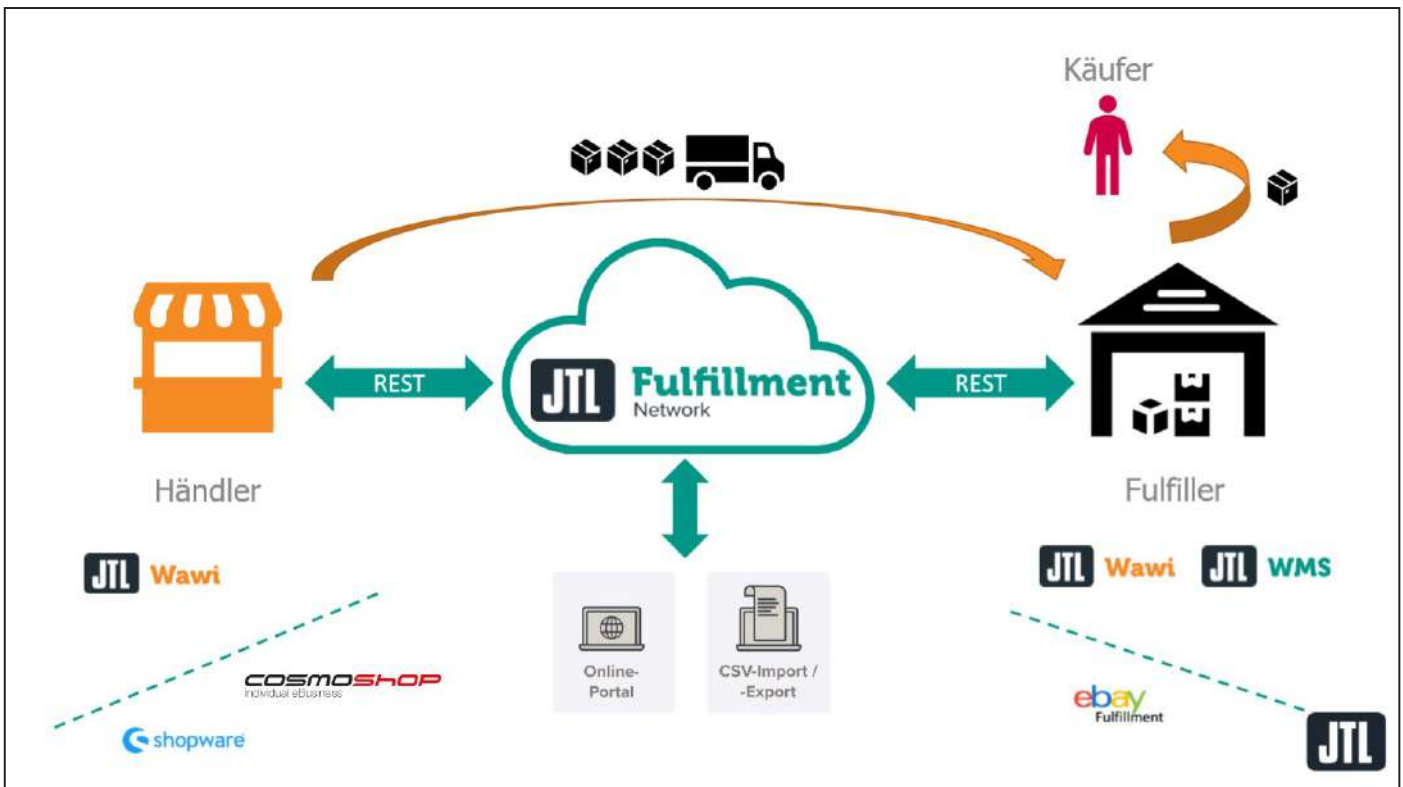 Käufer
REST
JTL Fulfillment
Network
REST
Händler
Fulfiller
JTL Wawi
JTL Wawi
JTL WMS
Online-
Portal
CSV-Import /
-Export
COSMOSHOP
Individual eBusiness
shopware
ebay
Fulfillment
JTL